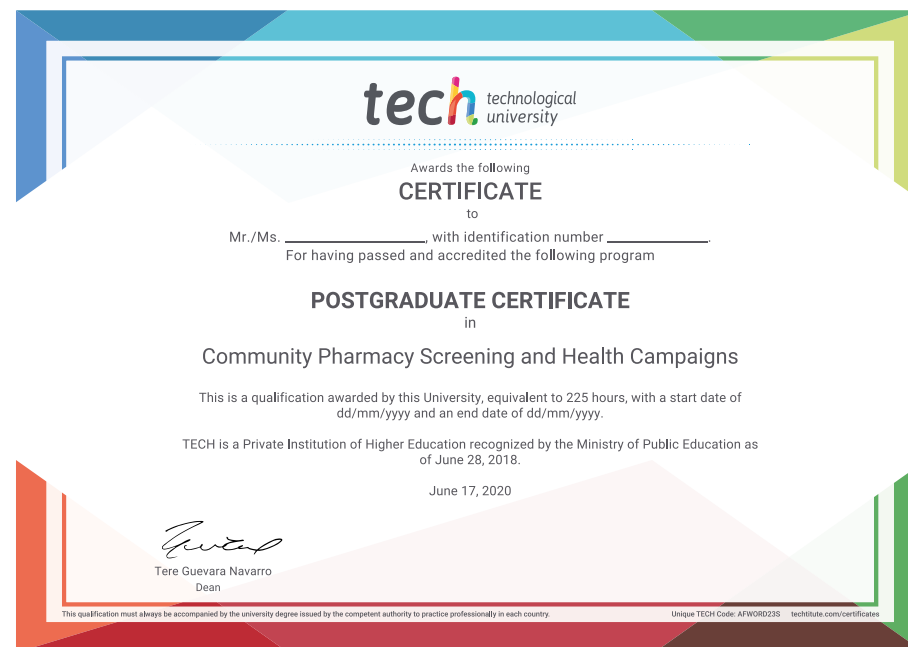 tech technological
university
Awards the following
CERTIFICATE
to
Mr./Ms. ____________________, with identification number ______________.
For having passed and accredited the following program
POSTGRADUATE CERTIFICATE
in
Community Pharmacy Screening and Health Campaigns
This is a qualification awarded by this University, equivalent to 225 hours, with a start date of
dd/mm/yyyy and an end date of dd/mm/yyyy.
TECH is a Private Institution of Higher Education recognized by the Ministry of Public Education as
of June 28, 2018.
June 17, 2020
Tere Guevara Navarro
Dean
This qualification must always be accompanied by the university degree issued by the competent authority to practice professionally in each country. Unique TECH Code: AFWORD23S techtitute.com/certificates